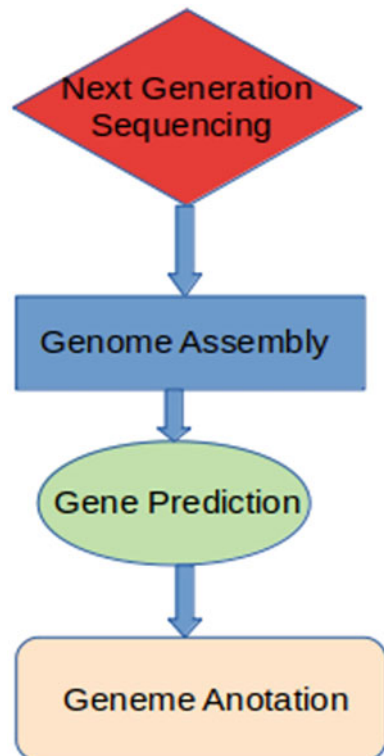 Next Generation
Sequencing
Genome Assembly
Gene Prediction
Geneme Anotation